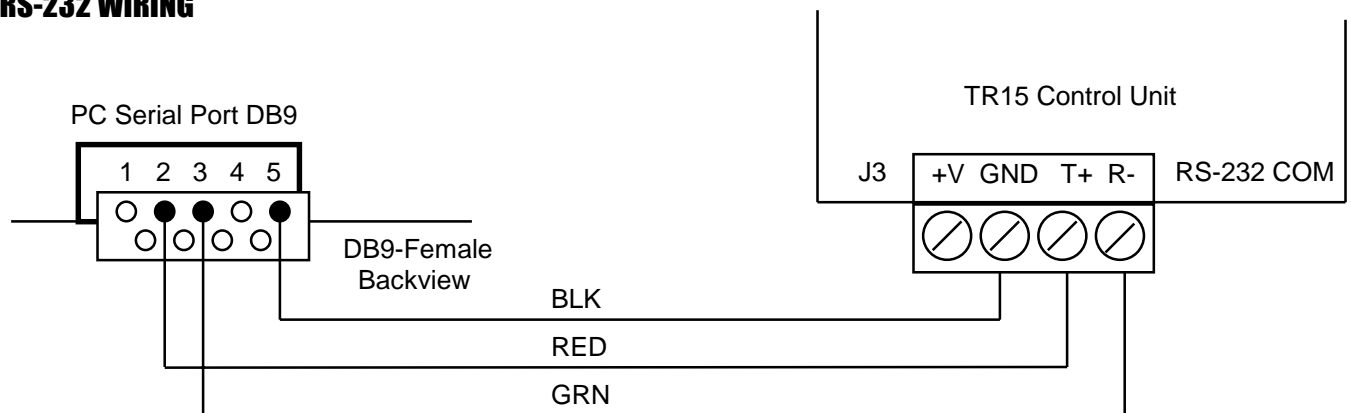 RS-232 WIRING
PC Serial Port DB9
1 2 3 4 5
DB9-Female
Backview
TR15 Control Unit
J3
+V GND T+ R-
RS-232 COM
BLK
RED
GRN